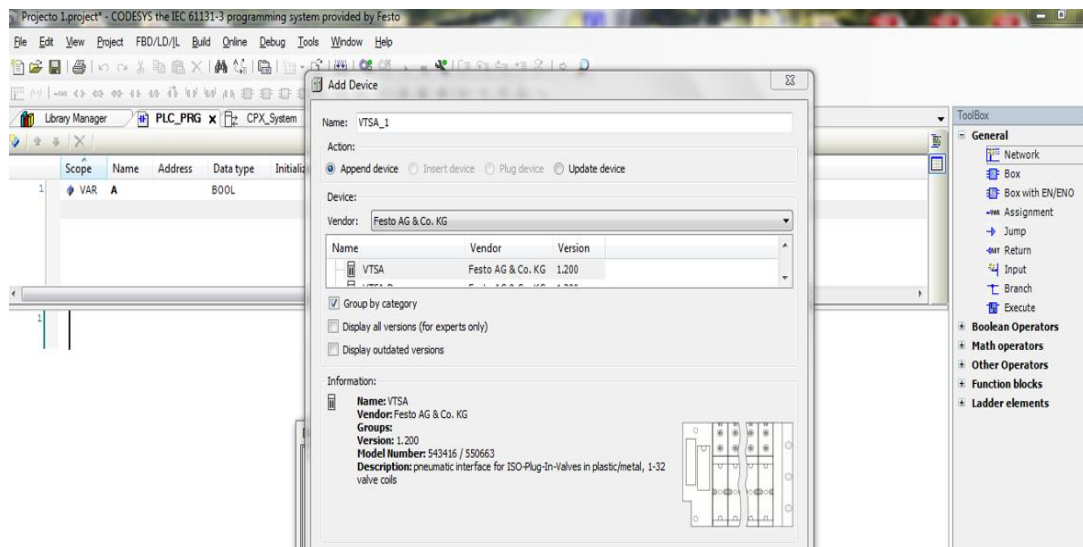 Projecto 1.project* - CODESYS the IEC 61131-3 programming system provided by Festo
File Edit View Project FBD/LD/IL Build Online Debug Tools Window Help
Add Device
Library Manager PLC_PRG CPX_System
Name: VTSA_1
ToolBox
Action:
General
Network
Scope Name Address Data type
Append device Insert device Plug device Update device
Box
1 VAR A BOOL
Device:
Box with EN/ENO
Vendor: Festo AG & Co. KG
Assignment
Jump
Name Vendor Version
Return
VTSA Festo AG & Co. KG 1.200
Input
Branch
Group by category
Execute
1
Display all versions (for experts only)
Boolean Operators
Display outdated versions
Math operators
Other Operators
Information:
Function blocks
Name: VTSA
Ladder elements
Vendor: Festo AG & Co. KG
Groups:
Version: 1.200
Model Number: 543416 / 550663
Description: pneumatic interface for ISO-Plug-In-Valves in plastic/metal, 1-32
valve coils